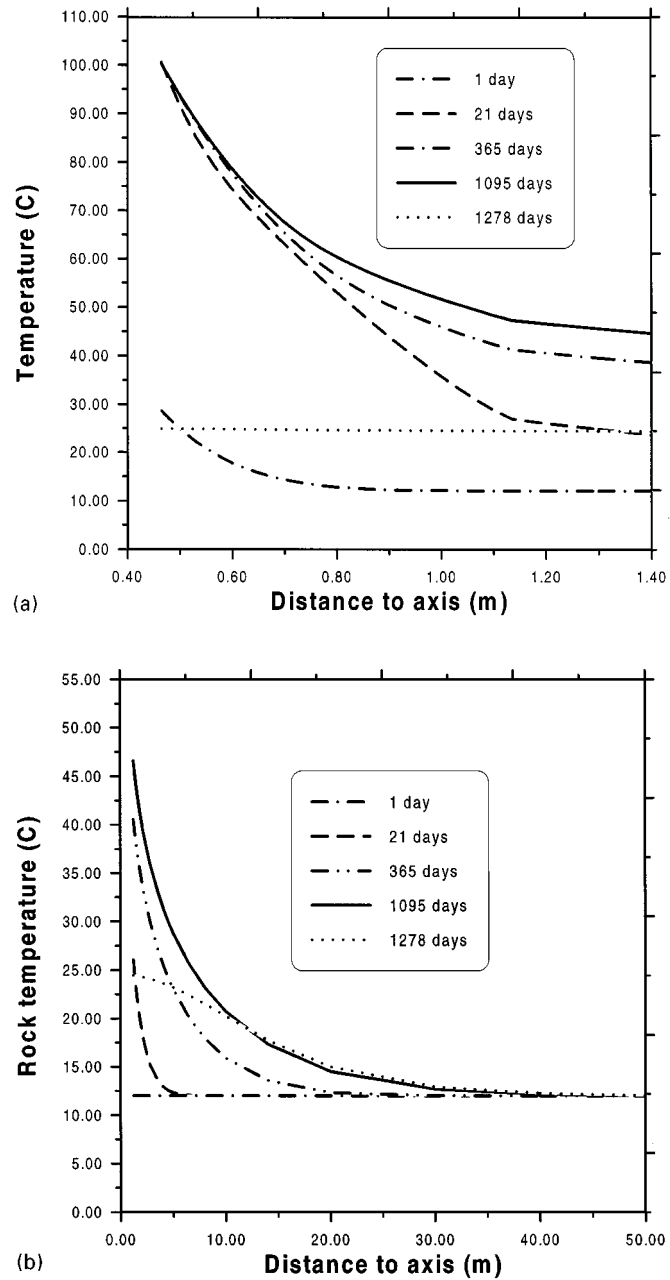 110.00
100.00
90.00
80.00
70.00
60.00
50.00
40.00
30.00
20.00
10.00
0.00
Temperature (C)
1 day
21 days
365 days
1095 days
1278 days
0.40 0.60 0.80 1.00 1.20 1.40
(a)
Distance to axis (m)
55.00
50.00
45.00
40.00
35.00
30.00
25.00
20.00
15.00
10.00
5.00
0.00
Rock temperature (C)
1 day
21 days
365 days
1095 days
1278 days
0.00 10.00 20.00 30.00 40.00 50.00
(b)
Distance to axis (m)